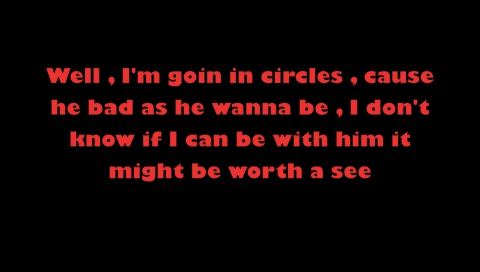 Well , I'm goin in circles , cause
he bad as he wanna be , I don't
know if I can be with him it
might be worth a see